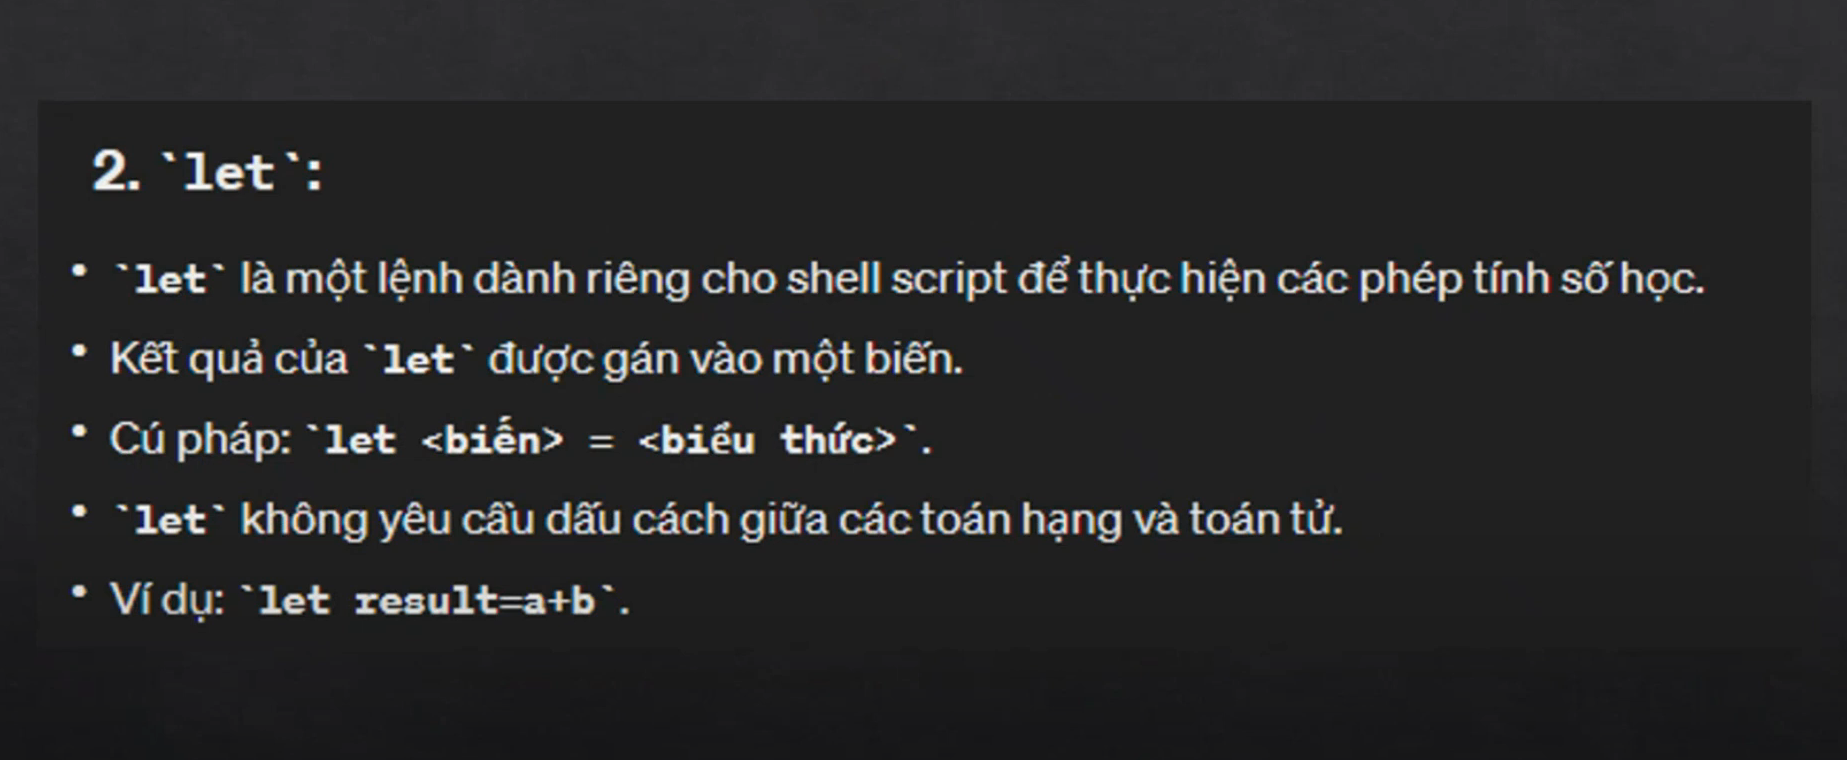 2. `let`:
• `let` là một lệnh dành riêng cho shell script để thực hiện các phép tính số học.
• Kết quả của `let` được gán vào một biến.
• Cú pháp: `let <biến> = <biểu thức>`.
• `let` không yêu cầu dấu cách giữa các toán hạng và toán tử.
• Ví dụ: `let result=a+b`.